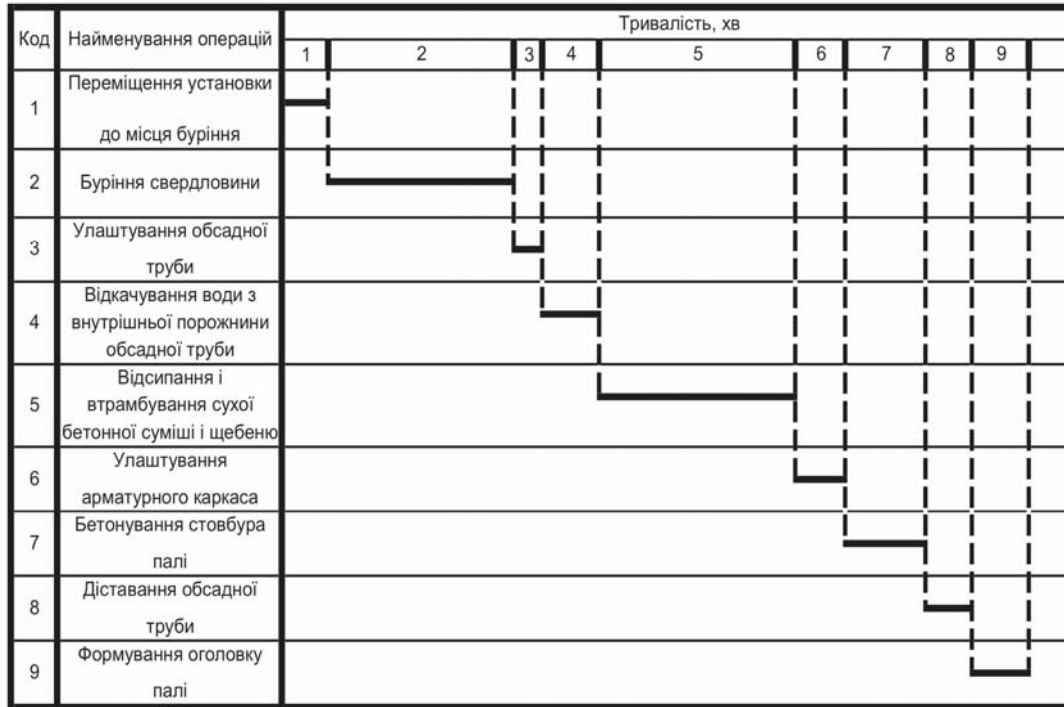 Код
Найменування операцій
Тривалість, хв
1 2 3 4 5 6 7 8 9
1
Переміщення установки
до місця буріння
2
Буріння свердловини
3
Улаштування обсадної
труби
4
Відкачування води з
внутрішньої порожнини
обсадної труби
5
Відсипання і
втрамбування сухої
бетонної суміші і щебеню
6
Улаштування
арматурного каркаса
7
Бетонування стовбура
палі
8
Діставання обсадної
труби
9
Формування оголовку
палі